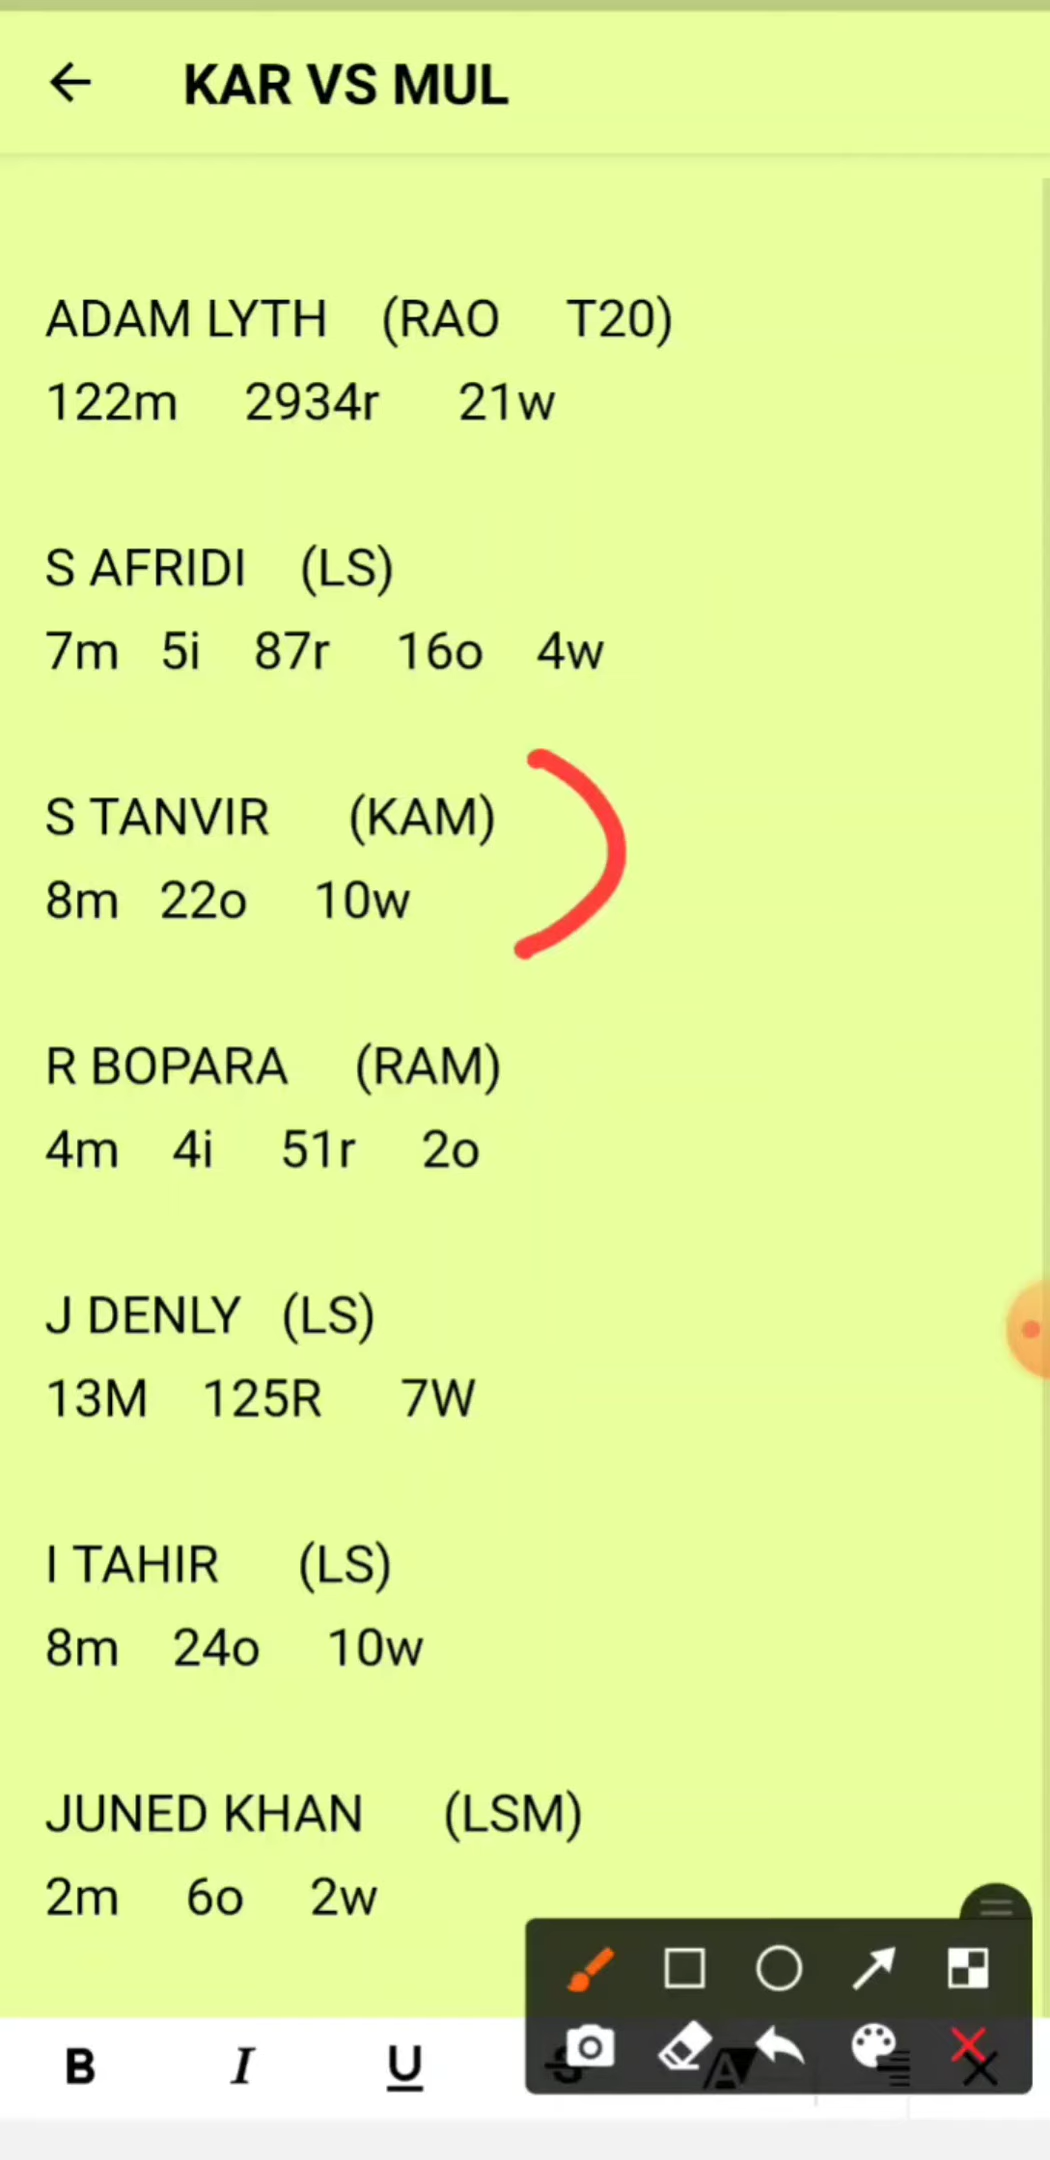 KAR VS MUL
ADAM LYTH (RAO T20)
122m 2934r 21w
S AFRIDI (LS)
7m 5i 87r 16o 4w
S TANVIR (KAM)
8m 22o 10w
R BOPARA (RAM)
4m 4i 51r 2o
J DENLY (LS)
13M 125R 7W
I TAHIR (LS)
8m 24o 10w
JUNED KHAN (LSM)
2m 6o 2w
B I U S A